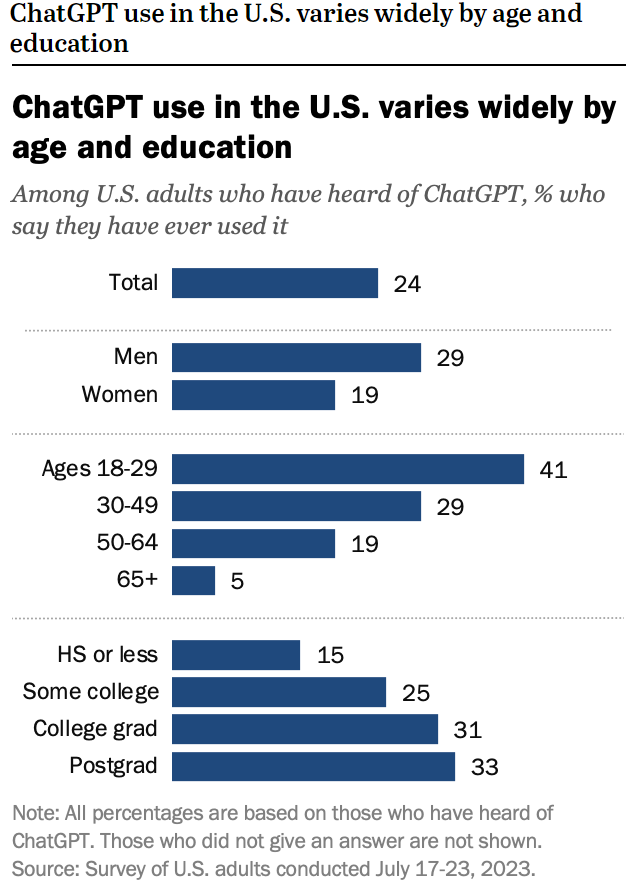 ChatGPT use in the U.S. varies widely by age and
education
ChatGPT use in the U.S. varies widely by
age and education
Among U.S. adults who have heard of ChatGPT, % who
say they have ever used it
Total 24
Men 29
Women 19
Ages 18-29 41
30-49 29
50-64 19
65+ 5
HS or less 15
Some college 25
College grad 31
Postgrad 33
Note: All percentages are based on those who have heard of
ChatGPT. Those who did not give an answer are not shown.
Source: Survey of U.S. adults conducted July 17-23, 2023.